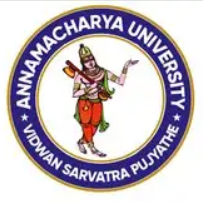 ANNAMACHARYA UNIVERSITY
VIDWAN SARVATRA PUJYATHE